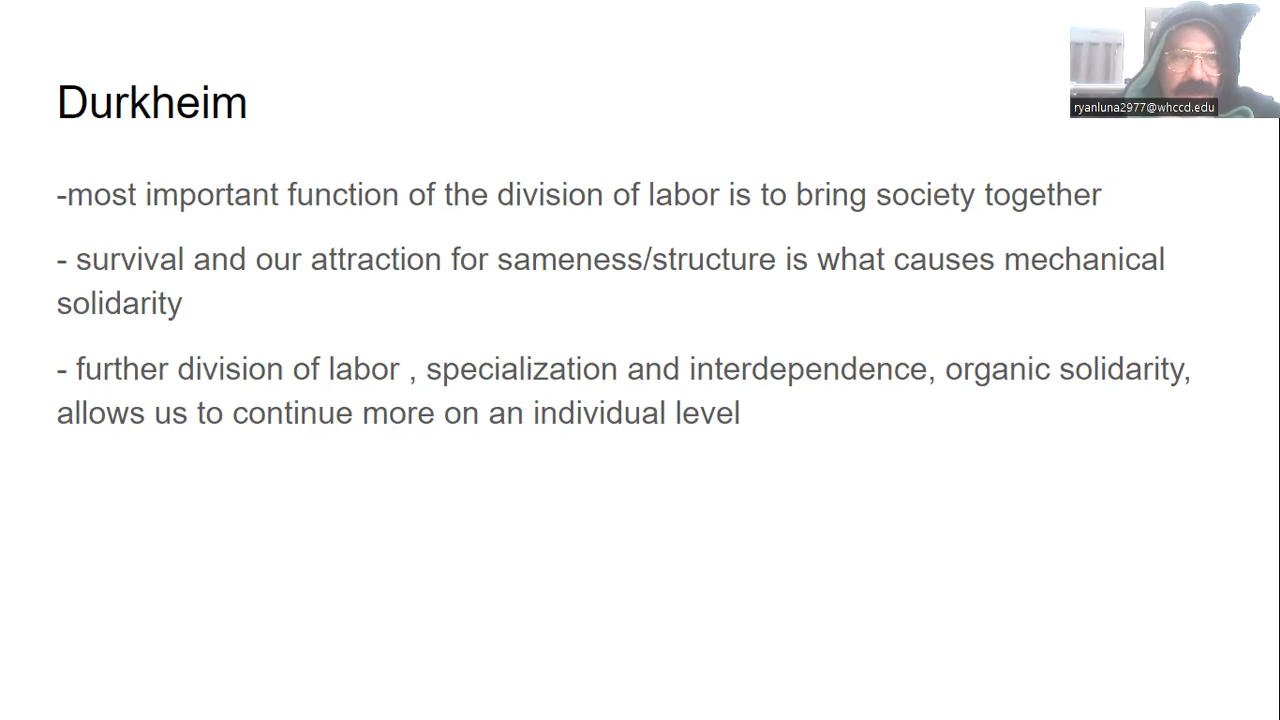 Durkheim
ryanluna2977@whccd.edu
-most important function of the division of labor is to bring society together
- survival and our attraction for sameness/structure is what causes mechanical
solidarity
- further division of labor , specialization and interdependence, organic solidarity,
allows us to continue more on an individual level